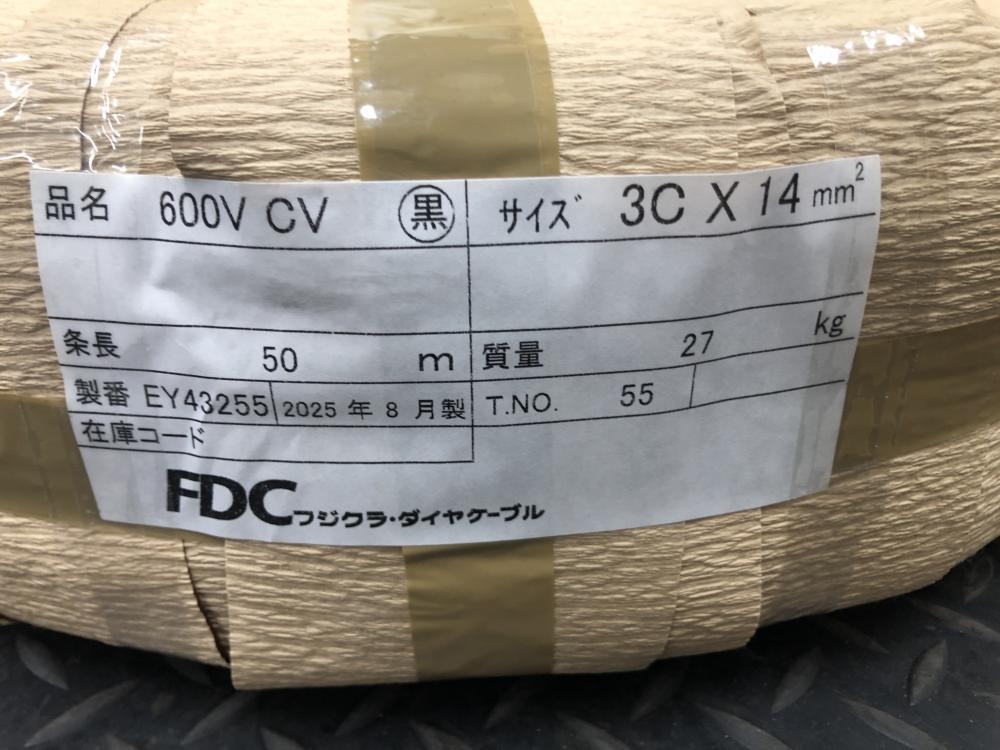 品名 600V CV 黒 サイズ 3C X 14 mm²
条長 50 m 質量 27 kg
製番 EY43255 2025 年 8 月製 T.NO. 55
在庫コード
FDC フジクラ・ダイヤケーブル